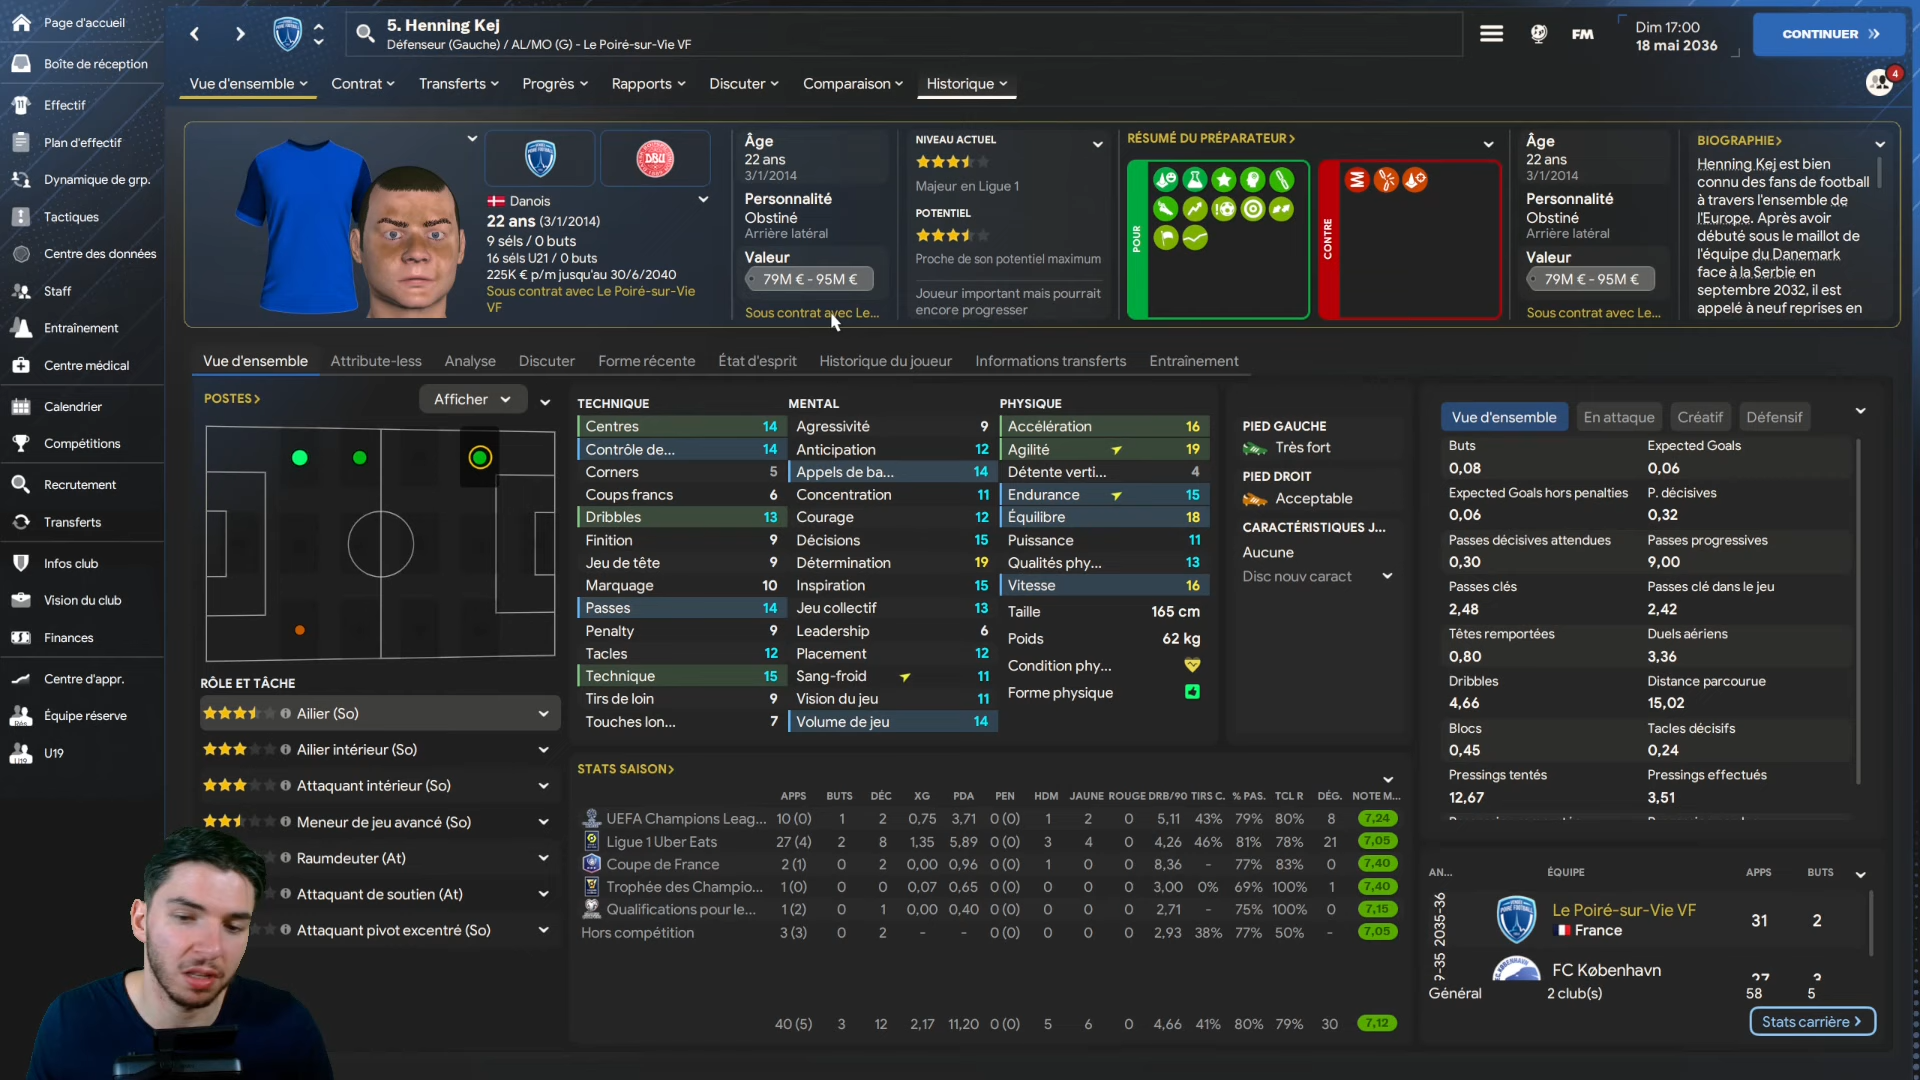 Page d'accueil
Boîte de réception
Effectif
Plan d'effectif
Dynamique de grp.
Tactiques
Centre des données
Staff
Entraînement
Centre médical
Calendrier
Compétitions
Recrutement
Transferts
Infos club
Vision du club
Finances
Centre d'appr.
Équipe réserve
U19
5. Henning Kej
Défenseur (Gauche) / AL/MO (G) - Le Poiré-sur-Vie VF
FM
Dim 17:00
18 mai 2036
CONTINUER
4
Vue d'ensemble
Contrat
Transferts
Progrès
Rapports
Discuter
Comparaison
Historique
DBU
Danois
22 ans (3/1/2014)
9 séls / 0 buts
16 séls U21 / 0 buts
225K € p/m jusqu'au 30/6/2040
Sous contrat avec Le Poiré-sur-Vie
VF
Âge
22 ans
3/1/2014
Personnalité
Obstiné
Arrière latéral
Valeur
79M € - 95M €
Sous contrat avec Le...
NIVEAU ACTUEL
Majeur en Ligue 1
POTENTIEL
Proche de son potentiel maximum
Joueur important mais pourrait
encore progresser
RÉSUMÉ DU PRÉPARATEUR>
POUR
CONTRE
Âge
22 ans
3/1/2014
Personnalité
Obstiné
Arrière latéral
Valeur
79M € - 95M €
Sous contrat avec Le...
BIOGRAPHIE>
Henning Kej est bien
connu des fans de football
à travers l'ensemble de
l'Europe. Après avoir
débuté sous le maillot de
l'équipe du Danemark
face à la Serbie en
septembre 2032, il est
appelé à neuf reprises en
Vue d'ensemble
Attribute-less
Analyse
Discuter
Forme récente
État d'esprit
Historique du joueur
Informations transferts
Entraînement
POSTES>
Afficher
RÔLE ET TÂCHE
Ailier (So)
Ailier intérieur (So)
Attaquant intérieur (So)
Meneur de jeu avancé (So)
Raumdeuter (At)
Attaquant de soutien (At)
Attaquant pivot excentré (So)
TECHNIQUE
Centres 14
Contrôle de... 14
Corners 5
Coups francs 6
Dribbles 13
Finition 9
Jeu de tête 9
Marquage 10
Passes 14
Penalty 9
Tacles 12
Technique 15
Tirs de loin 9
Touches lon... 7
MENTAL
Agressivité 9
Anticipation 12
Appels de ba... 14
Concentration 11
Courage 12
Décisions 15
Détermination 19
Inspiration 15
Jeu collectif 13
Leadership 6
Placement 12
Sang-froid 11
Vision du jeu 11
Volume de jeu 14
PHYSIQUE
Accélération 16
Agilité 19
Détente verti... 4
Endurance 15
Équilibre 18
Puissance 11
Qualités phy... 13
Vitesse 16
Taille 165 cm
Poids 62 kg
Condition phy...
Forme physique
PIED GAUCHE
Très fort
PIED DROIT
Acceptable
CARACTÉRISTIQUES J...
Aucune
Disc nouv caract
Vue d'ensemble
En attaque
Créatif
Défensif
Buts Expected Goals
0,08 0,06
Expected Goals hors penalties P. décisives
0,06 0,32
Passes décisives attendues Passes progressives
0,30 9,00
Passes clés Passes clé dans le jeu
2,48 2,42
Têtes remportées Duels aériens
0,80 3,36
Dribbles Distance parcourue
4,66 15,02
Blocs Tacles décisifs
0,45 0,24
Pressings tentés Pressings effectués
12,67 3,51
STATS SAISON>
APPS BUTS DÉC XG PDA PEN HDM JAUNE ROUGE DRB/90 TIRS C. % PAS. TCL R DÉG. NOTE M...
UEFA Champions Leag... 10 (0) 1 2 0,75 3,71 0 (0) 1 2 0 5,11 43% 79% 80% 8 7,24
Ligue 1 Uber Eats 27 (4) 2 8 1,35 5,89 0 (0) 3 4 0 4,26 46% 81% 78% 21 7,05
Coupe de France 2 (1) 0 2 0,00 0,96 0 (0) 1 0 0 8,36 - 77% 83% 0 7,40
Trophée des Champio... 1 (0) 0 0 0,07 0,65 0 (0) 0 0 0 3,00 0% 69% 100% 1 7,40
Qualifications pour le... 1 (2) 0 1 0,00 0,40 0 (0) 0 0 0 2,71 - 75% 100% 0 7,15
Hors compétition 3 (3) 0 2 - - 0 (0) 0 0 0 2,93 38% 77% 50% - 7,05
40 (5) 3 12 2,17 11,20 0 (0) 5 6 0 4,66 41% 80% 79% 30 7,12
AN... ÉQUIPE APPS BUTS
2035-36
Le Poiré-sur-Vie VF 31 2
France
FC København
Général 2 club(s) 58 5
Stats carrière >